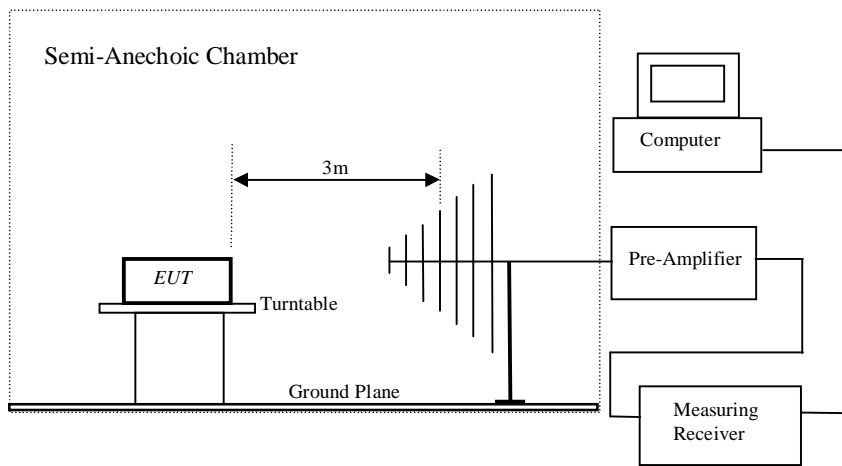 Semi-Anechoic Chamber
Computer
3m
Pre-Amplifier
EUT
Turntable
Ground Plane
Measuring
Receiver